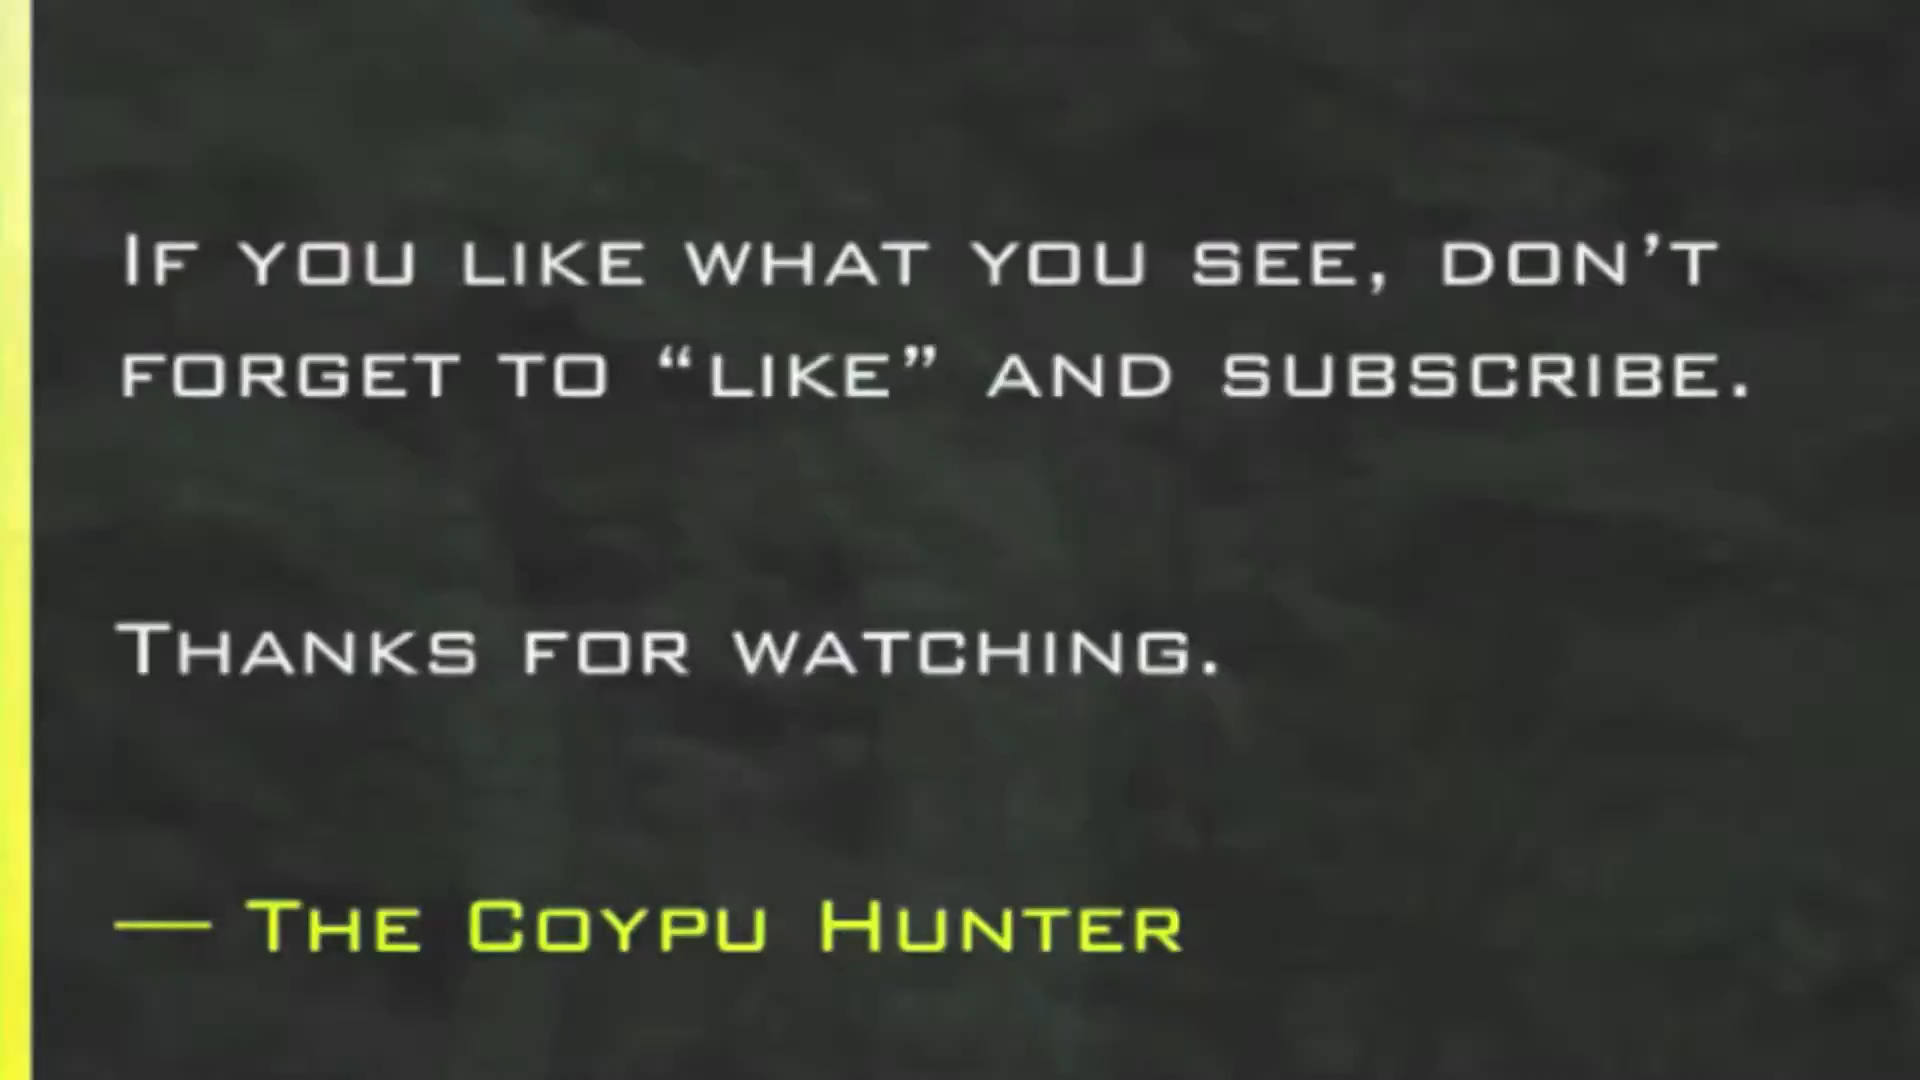 If you like what you see, don’t
forget to “like” and subscribe.
Thanks for watching.
— The Coypu Hunter